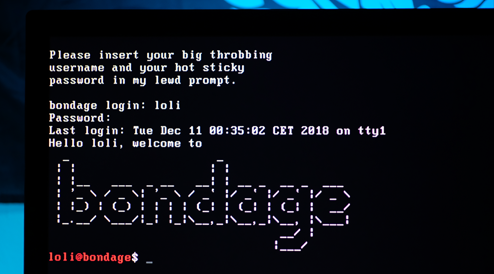 Please insert your big throbbing
username and your hot sticky
password in my lewd prompt.
bondage login: loli
Password:
Last login: Tue Dec 11 00:35:02 CET 2018 on tty1
Hello loli, welcome to
bondage
loli@bondage$ _